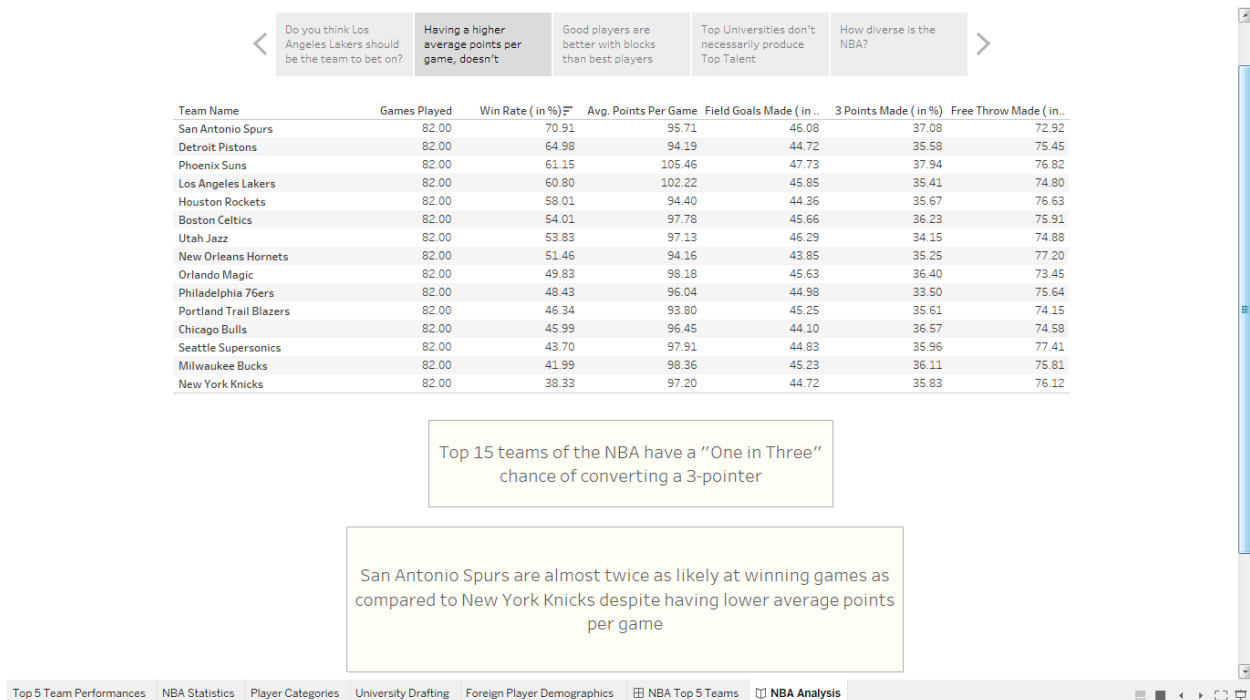 Do you think Los
Angeles Lakers should
be the team to bet on?
Having a higher
average points per
game, doesn't
Good players are
better with blocks
than best players
Top Universities don't
necessarily produce
Top Talent
How diverse is the
NBA?
Team Name Games Played Win Rate ( in %) Avg. Points Per Game Field Goals Made ( in .. 3 Points Made ( in %) Free Throw Made ( in..
San Antonio Spurs 82.00 70.91 95.71 46.08 37.08 72.92
Detroit Pistons 82.00 64.98 94.19 44.72 35.58 75.45
Phoenix Suns 82.00 61.15 105.46 47.73 37.94 76.82
Los Angeles Lakers 82.00 60.80 102.22 45.85 35.41 74.80
Houston Rockets 82.00 58.01 94.40 44.36 35.67 76.63
Boston Celtics 82.00 54.01 97.78 45.66 36.23 75.91
Utah Jazz 82.00 53.83 97.13 46.29 34.15 74.88
New Orleans Hornets 82.00 51.46 94.16 43.85 35.25 77.20
Orlando Magic 82.00 49.83 98.18 45.63 36.40 73.45
Philadelphia 76ers 82.00 48.43 96.04 44.98 33.50 75.64
Portland Trail Blazers 82.00 46.34 93.80 45.25 35.61 74.15
Chicago Bulls 82.00 45.99 96.45 44.10 36.57 74.58
Seattle Supersonics 82.00 43.70 97.91 44.83 35.96 77.41
Milwaukee Bucks 82.00 41.99 98.36 45.23 36.11 75.81
New York Knicks 82.00 38.33 97.20 44.72 35.83 76.12
Top 15 teams of the NBA have a "One in Three"
chance of converting a 3-pointer
San Antonio Spurs are almost twice as likely at winning games as
compared to New York Knicks despite having lower average points
per game
Top 5 Team Performances NBA Statistics Player Categories University Drafting Foreign Player Demographics NBA Top 5 Teams NBA Analysis